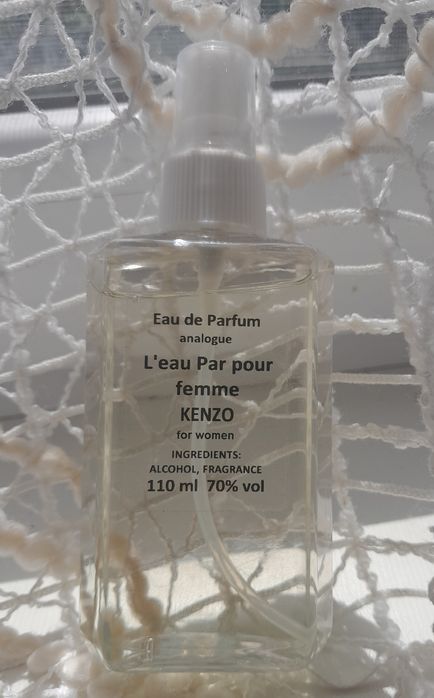 Eau de Parfum
analogue
L'eau Par pour
femme
KENZO
for women
INGREDIENTS:
ALCOHOL, FRAGRANCE
110 ml 70% vol